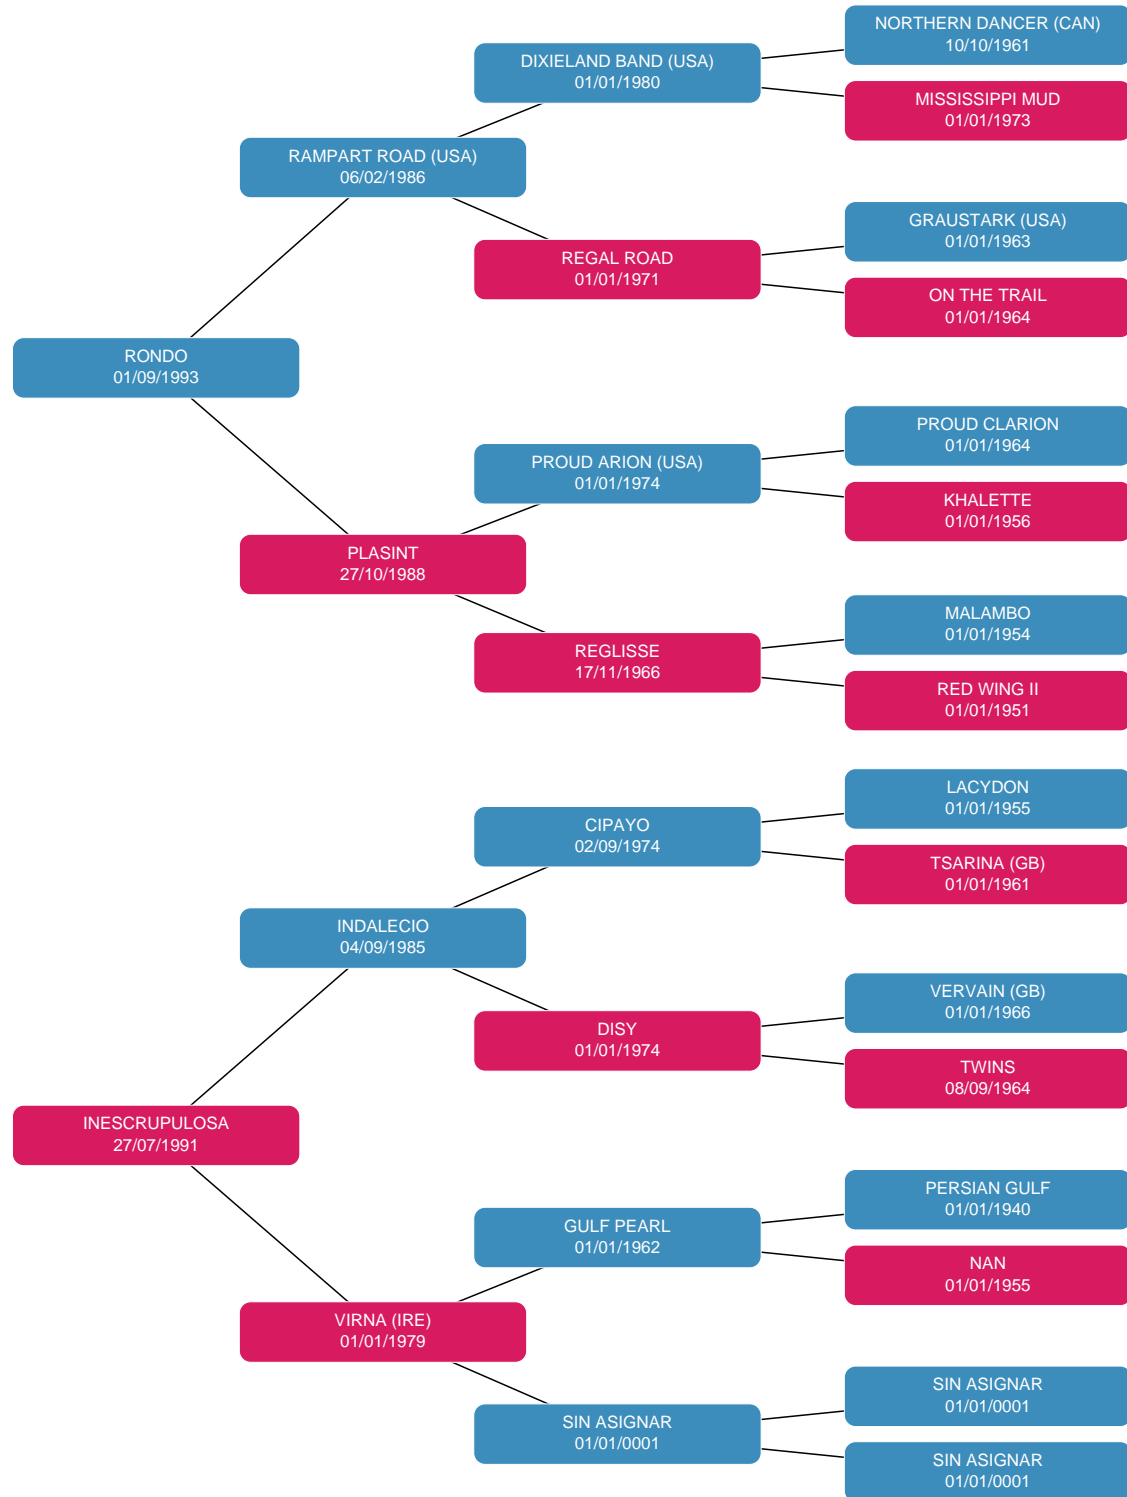 NORTHERN DANCER (CAN)
10/10/1961
DIXIELAND BAND (USA)
01/01/1980
MISSISSIPPI MUD
01/01/1973
RAMPART ROAD (USA)
06/02/1986
GRAUSTARK (USA)
01/01/1963
REGAL ROAD
01/01/1971
ON THE TRAIL
01/01/1964
RONDO
01/09/1993
PROUD CLARION
01/01/1964
PROUD ARION (USA)
01/01/1974
KHALETTE
01/01/1956
PLASINT
27/10/1988
MALAMBO
01/01/1954
REGLISSE
17/11/1966
RED WING II
01/01/1951
LACYDON
01/01/1955
CIPAYO
02/09/1974
TSARINA (GB)
01/01/1961
INDALECIO
04/09/1985
VERVAIN (GB)
01/01/1966
DISY
01/01/1974
TWINS
08/09/1964
INESCRUPULOSA
27/07/1991
PERSIAN GULF
01/01/1940
GULF PEARL
01/01/1962
NAN
01/01/1955
VIRNA (IRE)
01/01/1979
SIN ASIGNAR
01/01/0001
SIN ASIGNAR
01/01/0001
SIN ASIGNAR
01/01/0001